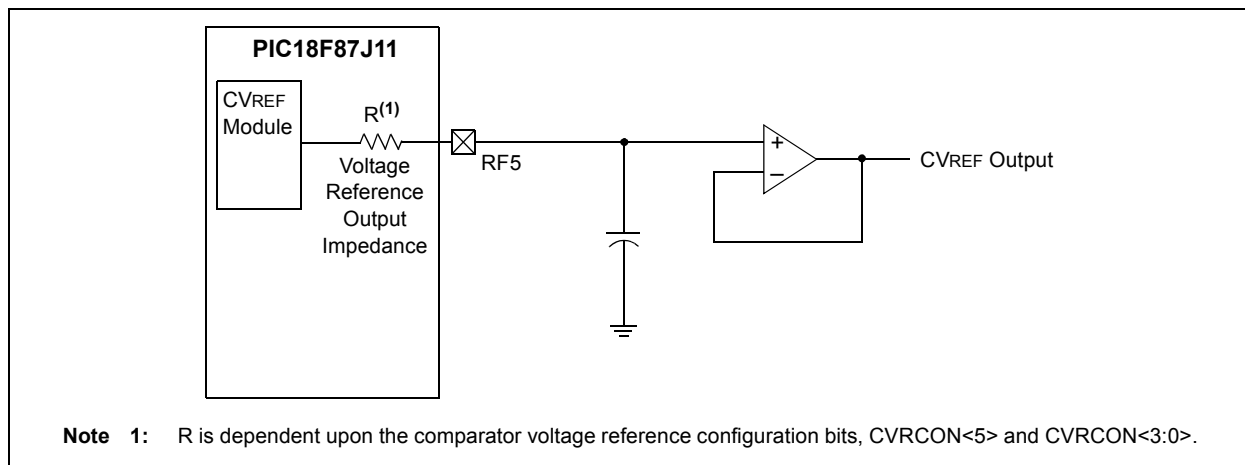 PIC18F87J11
CVREF
Module
R(1)
Voltage
Reference
Output
Impedance
RF5
+
–
CVREF Output
Note 1: R is dependent upon the comparator voltage reference configuration bits, CVRCON<5> and CVRCON<3:0>.